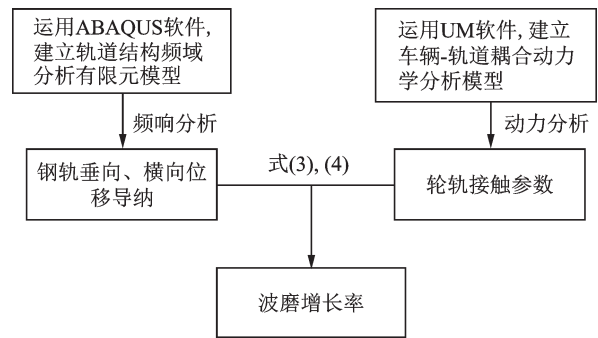 运用ABAQUS软件,
建立轨道结构频域
分析有限元模型
运用UM软件, 建立
车辆-轨道耦合动力
学分析模型
频响分析
动力分析
钢轨垂向、横向位
移导纳
式(3), (4)
轮轨接触参数
波磨增长率